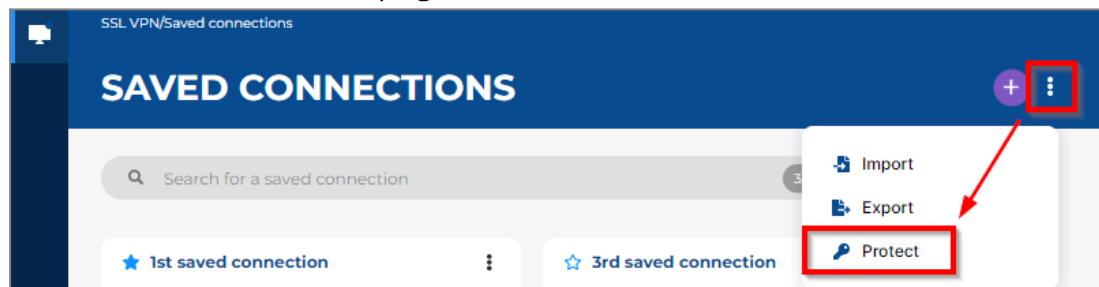 SSL VPN/Saved connections
SAVED CONNECTIONS
Search for a saved connection
3
Import
Export
Protect
1st saved connection
3rd saved connection